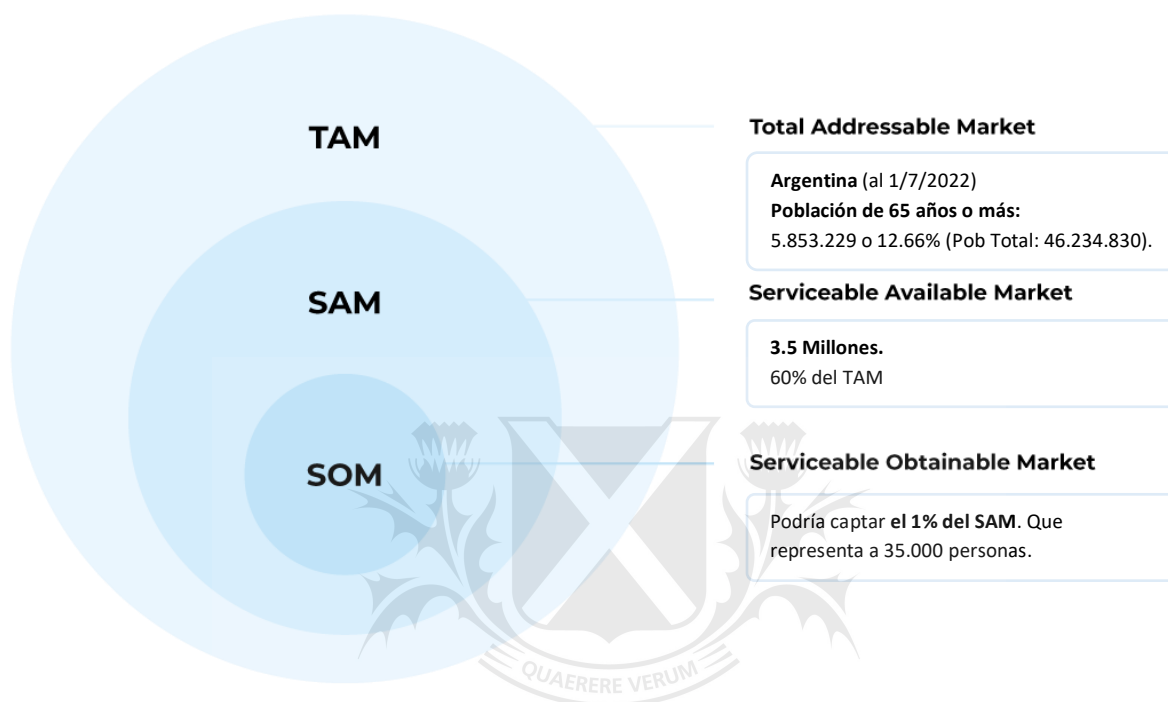 TAM
Total Addressable Market
Argentina (al 1/7/2022)
Población de 65 años o más:
5.853.229 o 12.66% (Pob Total: 46.234.830).
SAM
Serviceable Available Market
3.5 Millones.
60% del TAM
SOM
Serviceable Obtainable Market
Podría captar el 1% del SAM. Que
representa a 35.000 personas.
QUAERERE VERUM